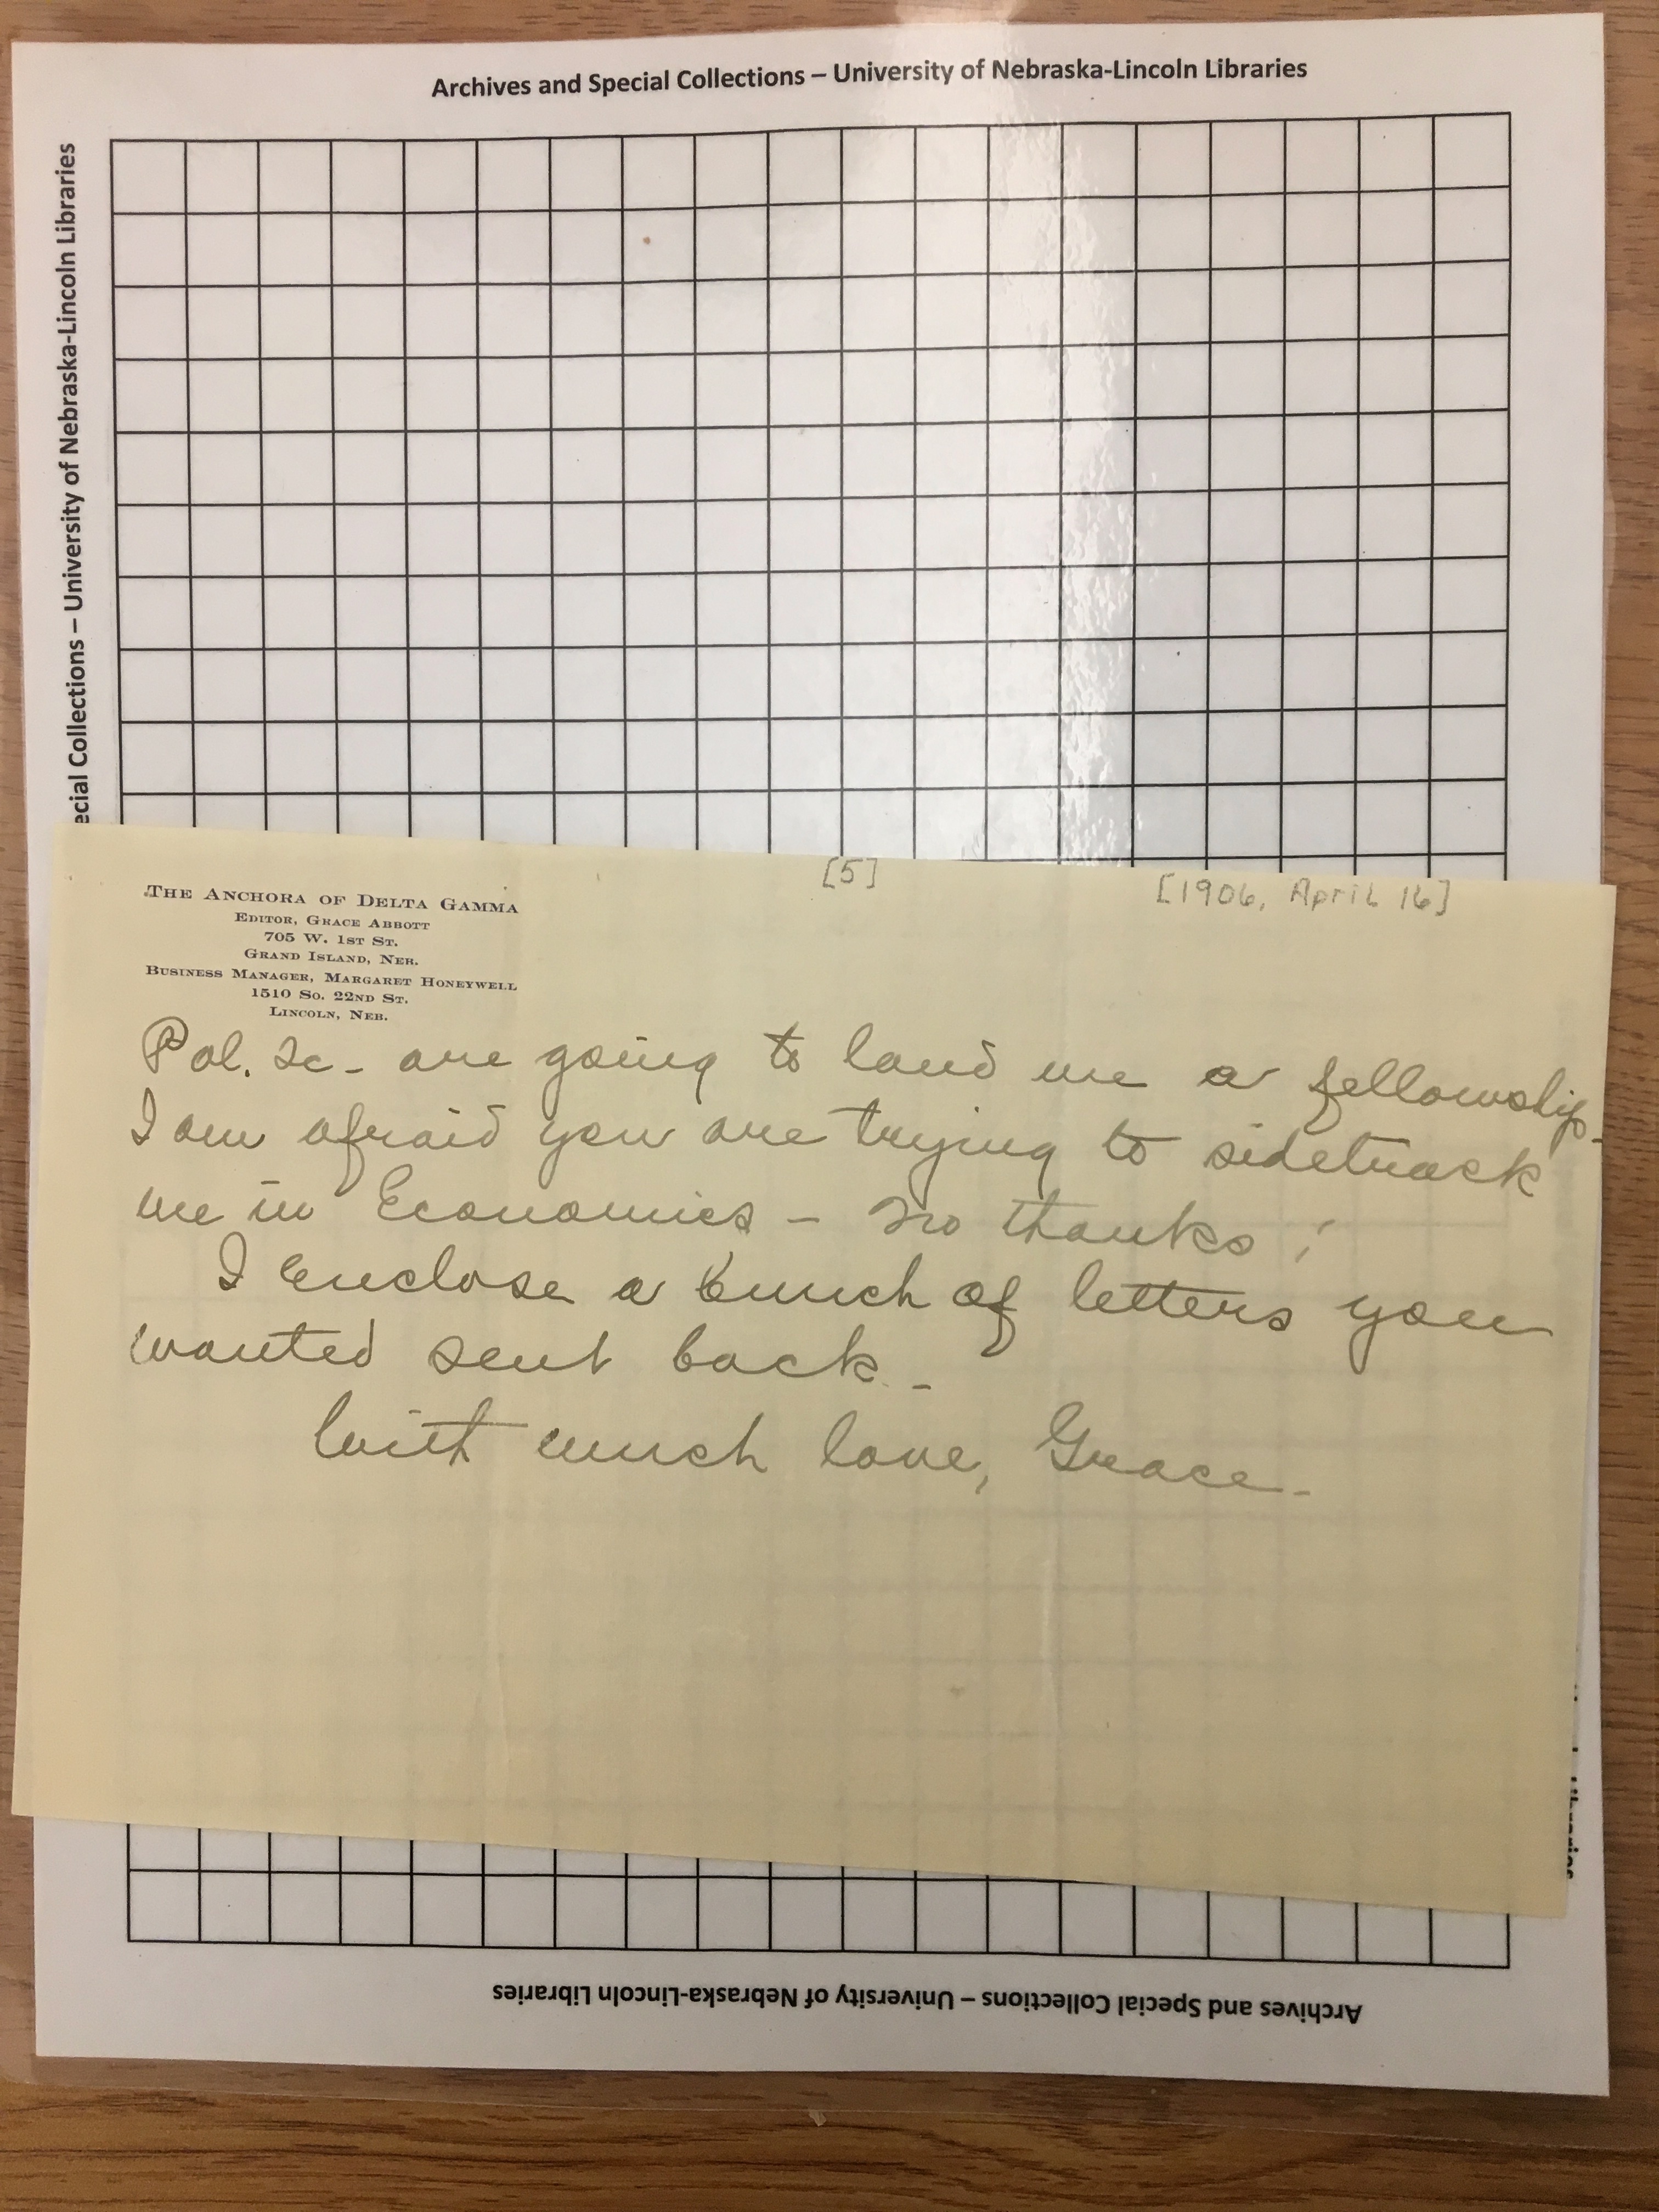 Archives and Special Collections – University of Nebraska-Lincoln Libraries
ecial Collections – University of Nebraska-Lincoln Libraries
[5]
[1906, April 16]
THE ANCHORA OF DELTA GAMMA
EDITOR, GRACE ABBOTT
705 W. 1ST ST.
GRAND ISLAND, NEB.
BUSINESS MANAGER, MARGARET HONEYWELL
1510 SO. 22ND ST.
LINCOLN, NEB.
Pol. Sc - are going to land me a fellowship -
I am afraid you are trying to sidetrack
me in Economics - No thanks!
I enclose a bunch of letters you
wanted sent back -
With much love, Grace -
Archives and Special Collections – University of Nebraska-Lincoln Libraries